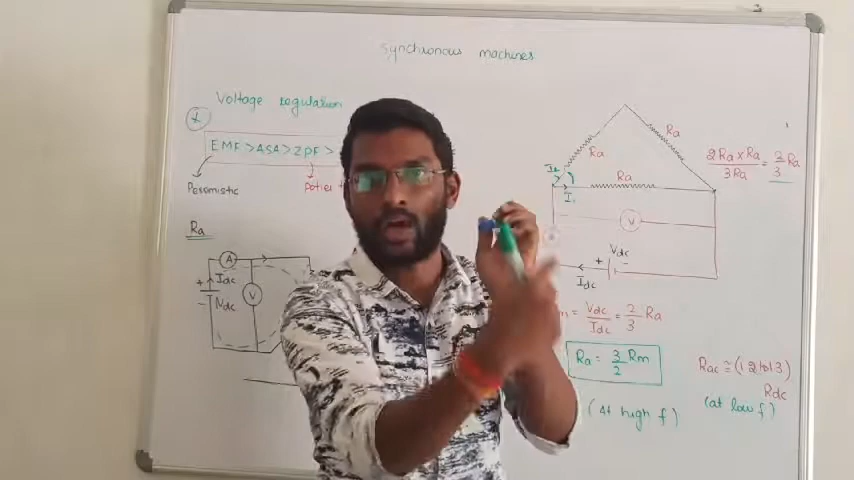 synchronous machines
Voltage regulation
EMF > ASA > ZPF >
Pesamistic
potier
Ra
A
Idc
+
V
Vdc
-
Ra
Ra
Ra
I2
I1
V
Vdc
+ -
Idc
2Ra x Ra / 3Ra = 2/3 Ra
m = Vdc / Idc = 2/3 Ra
Ra = 3/2 Rm
Rac ≅ (1.2 to 1.3) Rdc
(At high f)
(at low f)